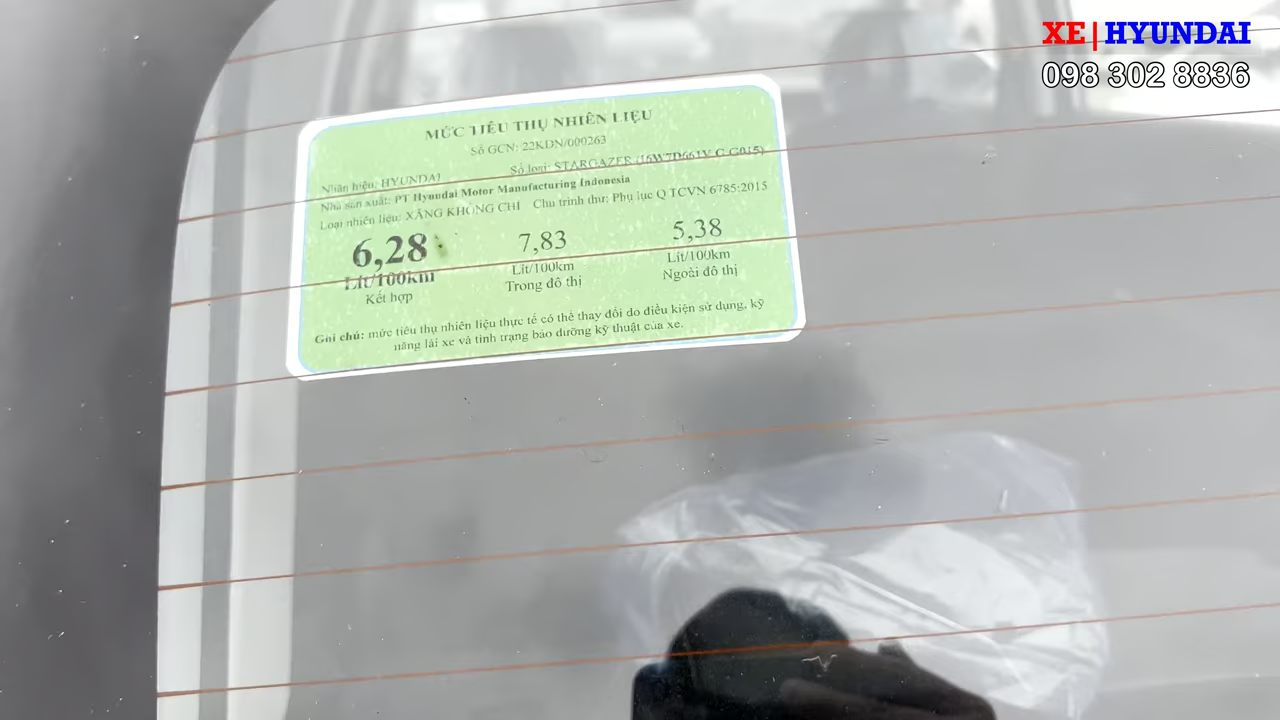 XE|HYUNDAI
098 302 8836
MỨC TIÊU THỤ NHIÊN LIỆU
Số GCN: 22KDN/000263
Nhãn hiệu: HYUNDAI Số loại: STARGAZER (I6W7D661V C G015)
Nhà sản xuất: PT Hyundai Motor Manufacturing Indonesia
Loại nhiên liệu: XĂNG KHÔNG CHÌ Chu trình thử: Phụ lục Q TCVN 6785:2015
6,28 7,83 5,38
Lít/100km Lít/100km Lít/100km
Kết hợp Trong đô thị Ngoài đô thị
Ghi chú: mức tiêu thụ nhiên liệu thực tế có thể thay đổi do điều kiện sử dụng, kỹ
năng lái xe và tình trạng bảo dưỡng kỹ thuật của xe.